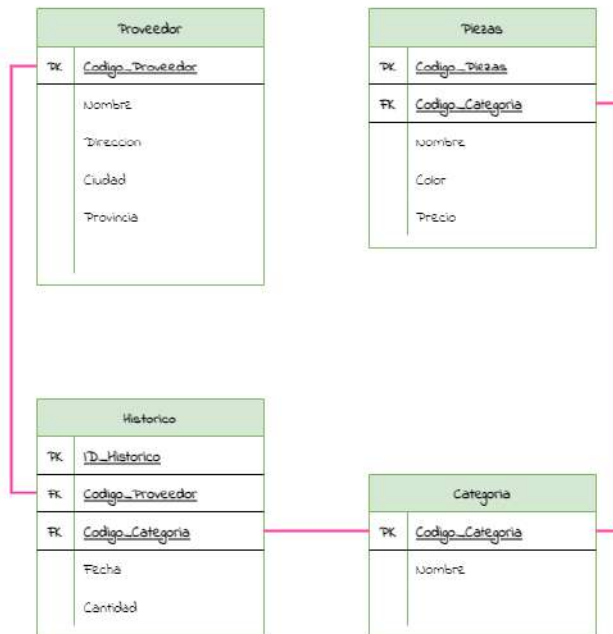 Proveedor
PK Codigo_Proveedor
Nombre
Direccion
Ciudad
Provincia
Piezas
PK Codigo_Piezas
FK Codigo_Categoria
Nombre
Color
Precio
Historico
PK ID_Historico
FK Codigo_Proveedor
FK Codigo_Categoria
Fecha
Cantidad
Categoria
PK Codigo_Categoria
Nombre